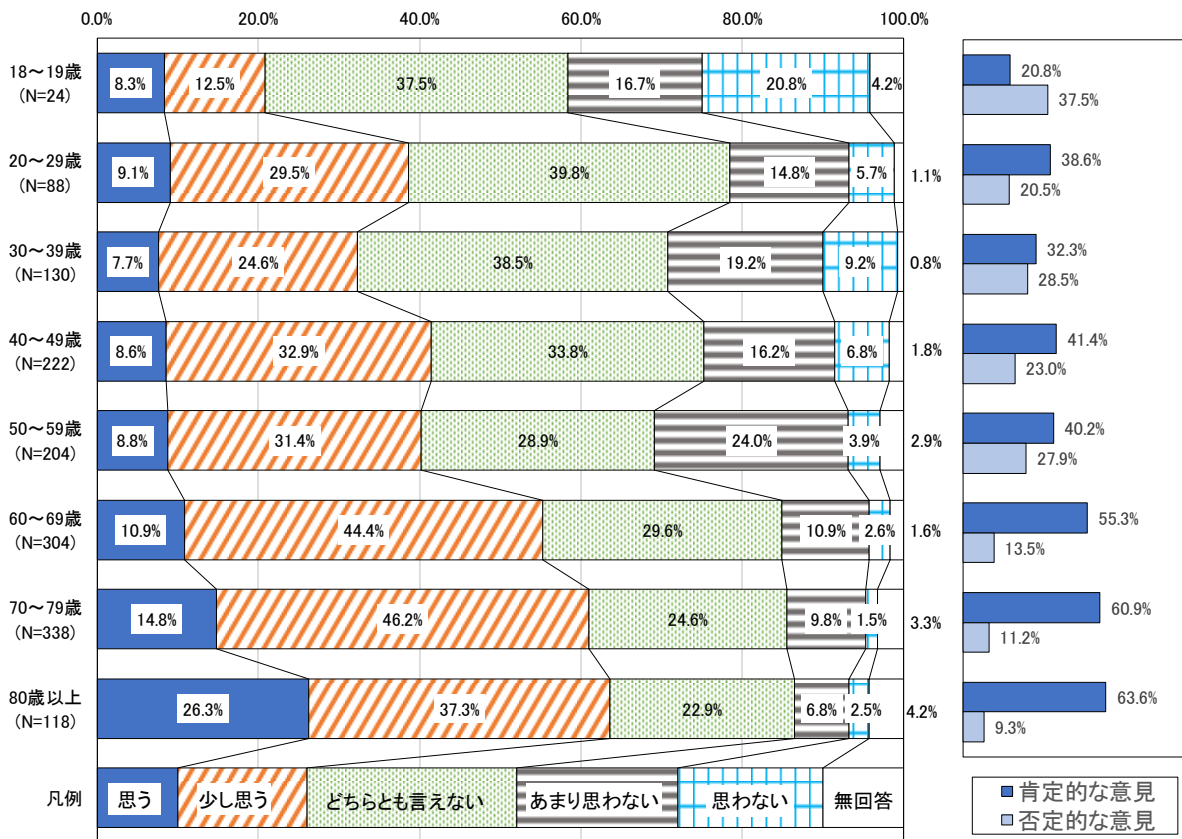 0.0% 20.0% 40.0% 60.0% 80.0% 100.0%
18～19歳
(N=24)
8.3% 12.5% 37.5% 16.7% 20.8% 4.2%
20.8%
37.5%
20～29歳
(N=88)
9.1% 29.5% 39.8% 14.8% 5.7% 1.1%
38.6%
20.5%
30～39歳
(N=130)
7.7% 24.6% 38.5% 19.2% 9.2% 0.8%
32.3%
28.5%
40～49歳
(N=222)
8.6% 32.9% 33.8% 16.2% 6.8% 1.8%
41.4%
23.0%
50～59歳
(N=204)
8.8% 31.4% 28.9% 24.0% 3.9% 2.9%
40.2%
27.9%
60～69歳
(N=304)
10.9% 44.4% 29.6% 10.9% 2.6% 1.6%
55.3%
13.5%
70～79歳
(N=338)
14.8% 46.2% 24.6% 9.8% 1.5% 3.3%
60.9%
11.2%
80歳以上
(N=118)
26.3% 37.3% 22.9% 6.8% 2.5% 4.2%
63.6%
9.3%
凡例 思う 少し思う どちらとも言えない あまり思わない 思わない 無回答
肯定的な意見
否定的な意見